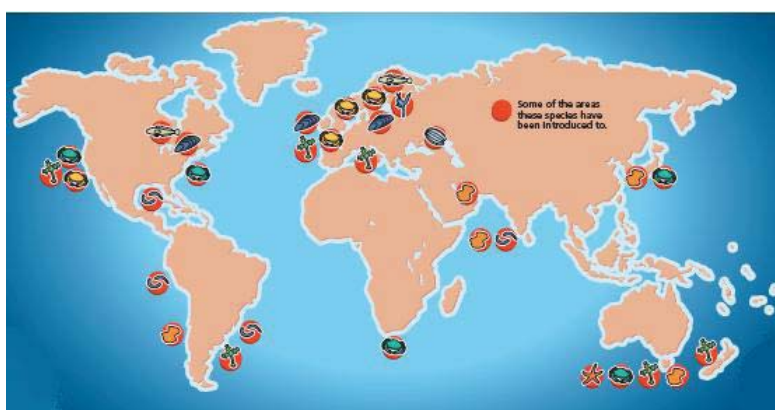 Some of the areas
these species have
been introduced to.